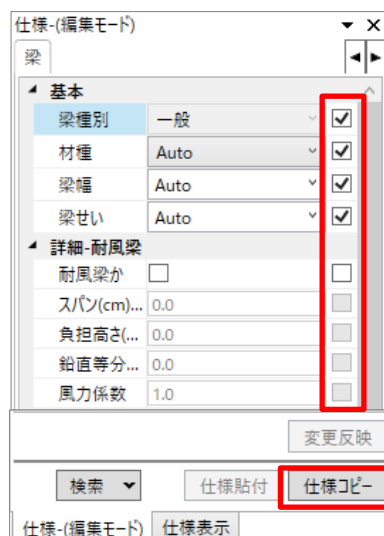 仕様-(編集モード)
梁
基本
梁種別 一般
材種 Auto
梁幅 Auto
梁せい Auto
詳細-耐風梁
耐風梁か
スパン(cm)... 0.0
負担高さ(... 0.0
鉛直等分... 0.0
風力係数 1.0
変更反映
検索 仕様貼付 仕様コピー
仕様-(編集モード) 仕様表示